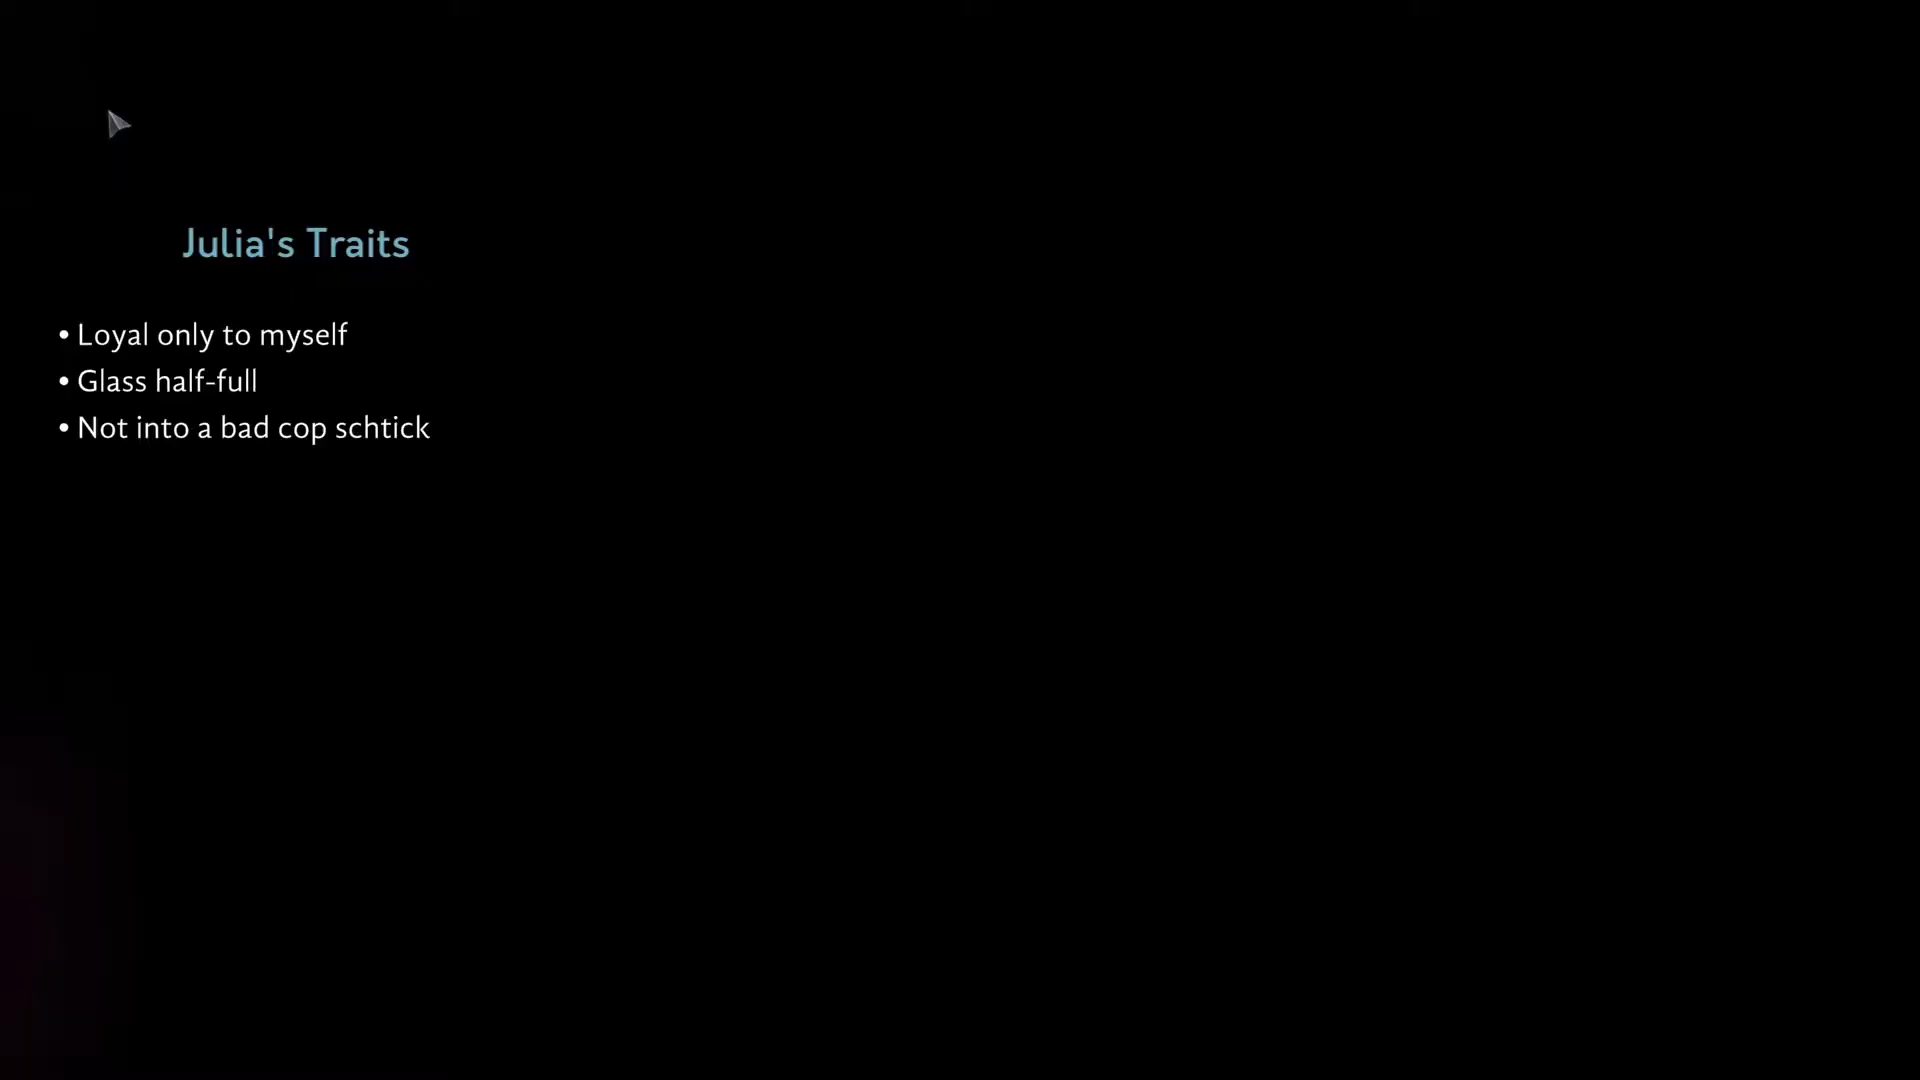 Julia's Traits
• Loyal only to myself
• Glass half-full
• Not into a bad cop schtick